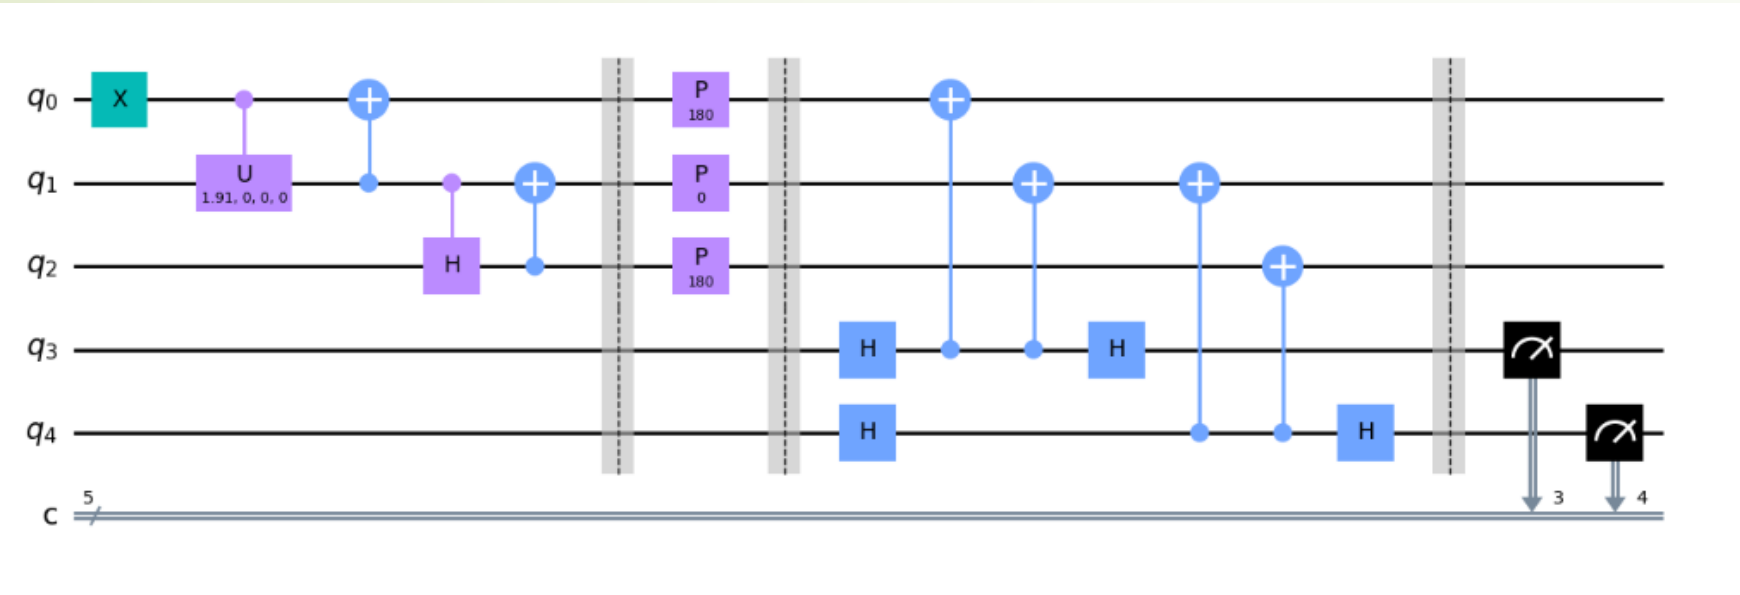 q0 X P 180
U 1.91, 0, 0, 0
q1 P 0
H
q2 P 180
q3 H H
q4 H H
5 3 4
c